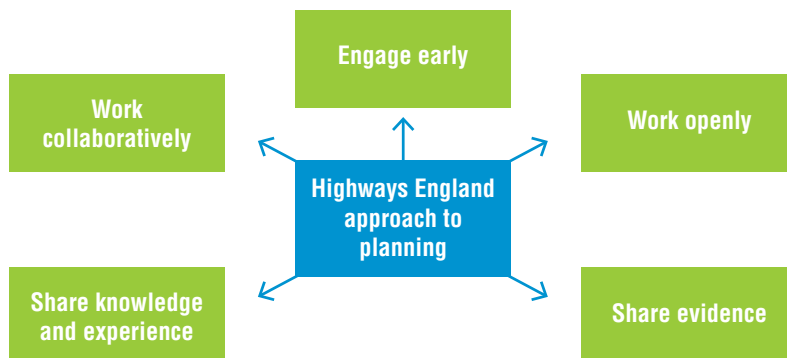 Engage early
Work
collaboratively
Work openly
Highways England
approach to
planning
Share knowledge
and experience
Share evidence